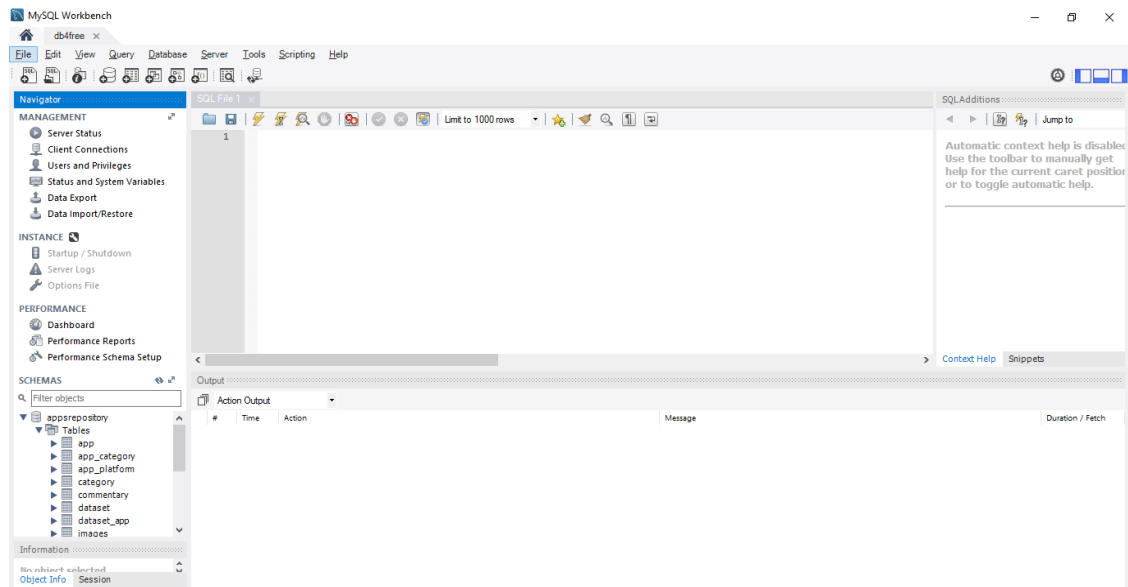 MySQL Workbench
db4free
File Edit View Query Database Server Tools Scripting Help
Navigator
MANAGEMENT
Server Status
Client Connections
Users and Privileges
Status and System Variables
Data Export
Data Import/Restore
INSTANCE
Startup / Shutdown
Server Logs
Options File
PERFORMANCE
Dashboard
Performance Reports
Performance Schema Setup
SCHEMAS
Filter objects
appsrepository
Tables
app
app_category
app_platform
category
commentary
dataset
dataset_app
images
Information
No object selected
Object Info Session
SQL File 1
Limit to 1000 rows
1
Output
Action Output
# Time Action Message Duration / Fetch
SQLAdditions
Jump to
Automatic context help is disabled
Use the toolbar to manually get
help for the current caret position
or to toggle automatic help.
Context Help Snippets